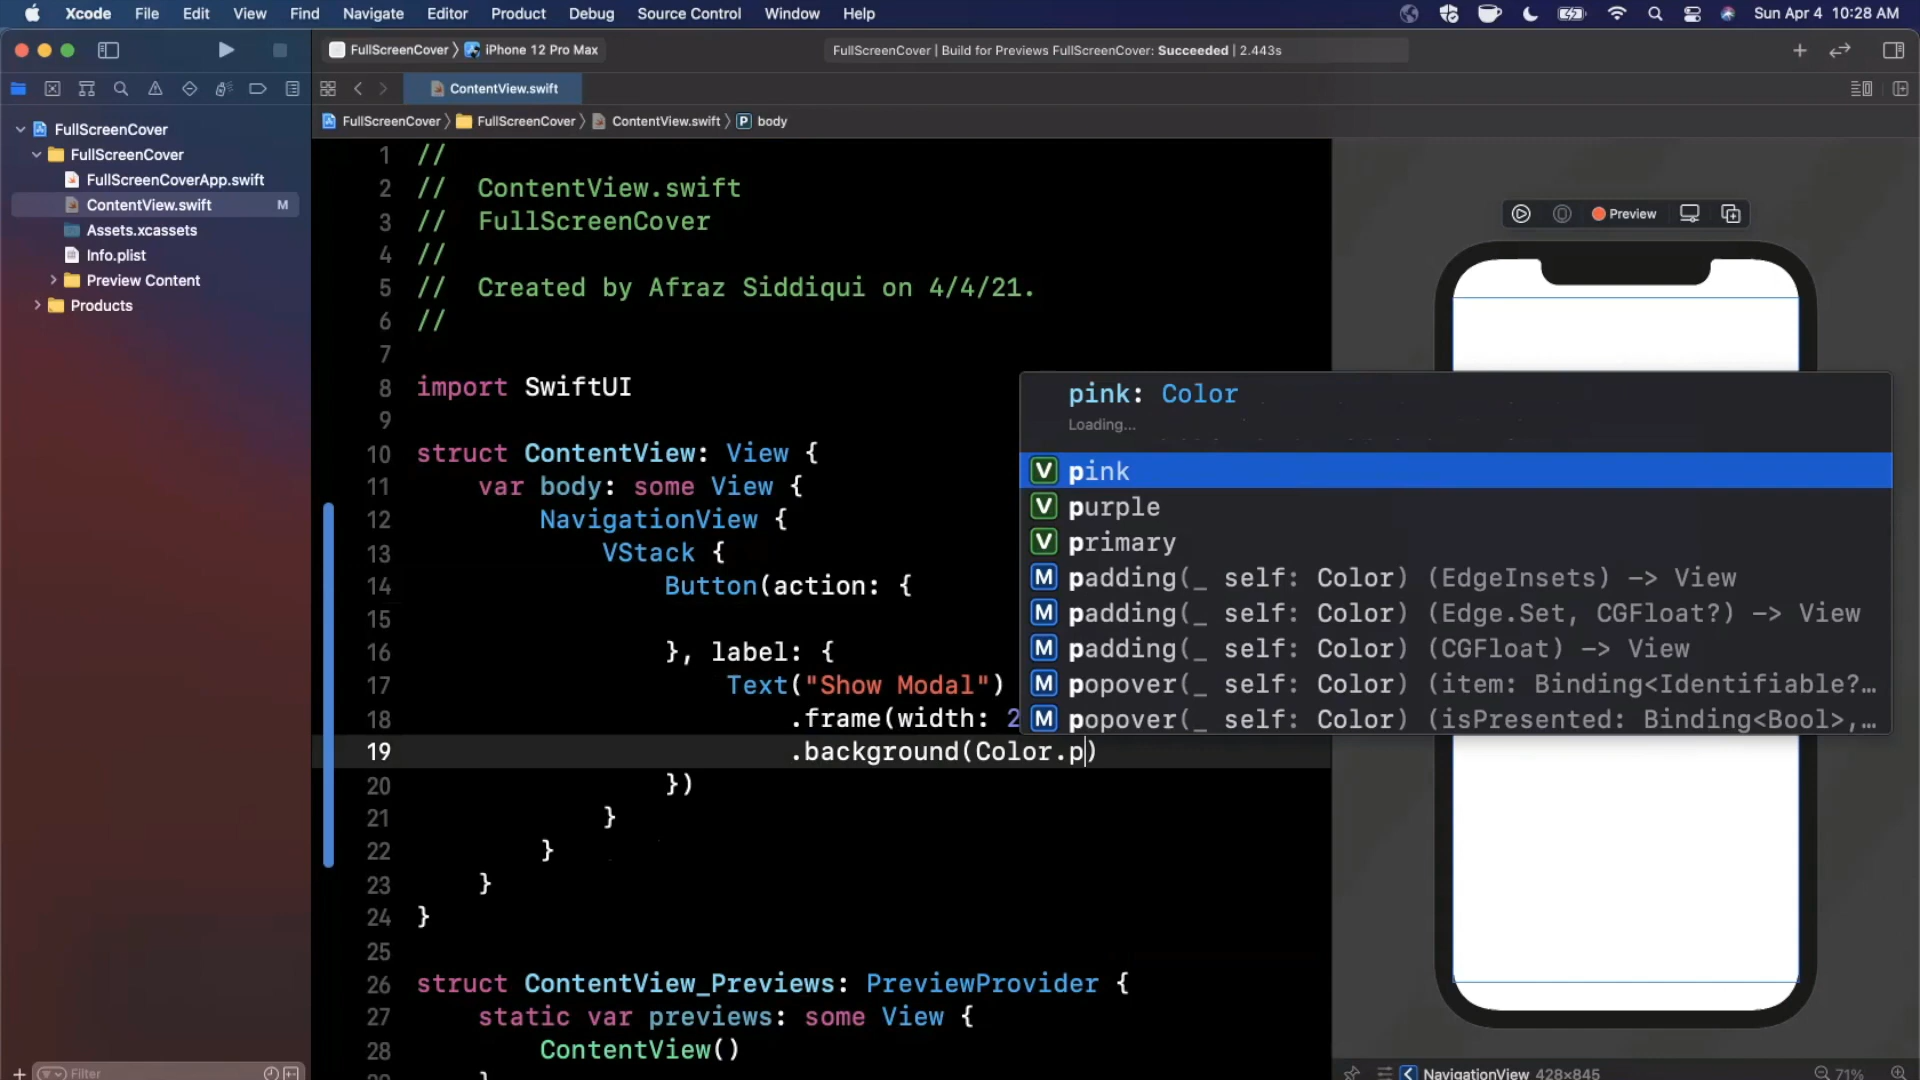 Xcode File Edit View Find Navigate Editor Product Debug Source Control Window Help Sun Apr 4 10:28 AM
FullScreenCover iPhone 12 Pro Max FullScreenCover | Build for Previews FullScreenCover: Succeeded | 2.443s
ContentView.swift
FullScreenCover FullScreenCover ContentView.swift P body
FullScreenCover
FullScreenCover
FullScreenCoverApp.swift
ContentView.swift M
Assets.xcassets
Info.plist
Preview Content
Products
Filter
1 //
2 //  ContentView.swift
3 //  FullScreenCover
4 //
5 //  Created by Afraz Siddiqui on 4/4/21.
6 //
7
8 import SwiftUI
9
10 struct ContentView: View {
11 var body: some View {
12 NavigationView {
13 VStack {
14 Button(action: {
15
16 }, label: {
17 Text("Show Modal")
18 .frame(width: 2
19 .background(Color.p)
20 })
21 }
22 }
23 }
24 }
25
26 struct ContentView_Previews: PreviewProvider {
27 static var previews: some View {
28 ContentView()
pink: Color
Loading...
V pink
V purple
V primary
M padding(_ self: Color) (EdgeInsets) -> View
M padding(_ self: Color) (Edge.Set, CGFloat?) -> View
M padding(_ self: Color) (CGFloat) -> View
M popover(_ self: Color) (item: Binding<Identifiable?…
M popover(_ self: Color) (isPresented: Binding<Bool>,…
Preview
NavigationView 428×845 71%